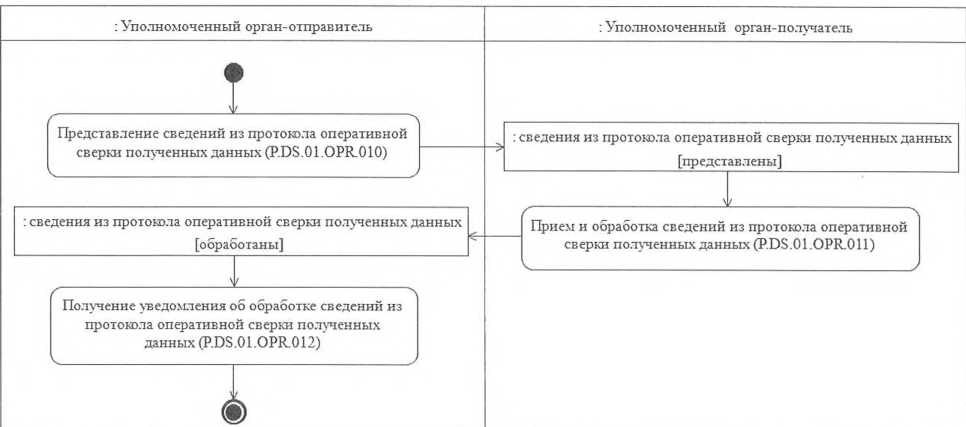 : Уполномоченный орган-отправитель
: Уполномоченный орган-получатель
Представление сведений из протокола оперативной
сверки полученных данных (P.DS.01.OPR.010)
: сведения из протокола оперативной сверки полученных данных
[представлены]
: сведения из протокола оперативной сверки полученных данных
[обработаны]
Прием и обработка сведений из протокола оперативной
сверки полученных данных (P.DS.01.OPR.011)
Получение уведомления об обработке сведений из
протокола оперативной сверки полученных
данных (P.DS.01.OPR.012)